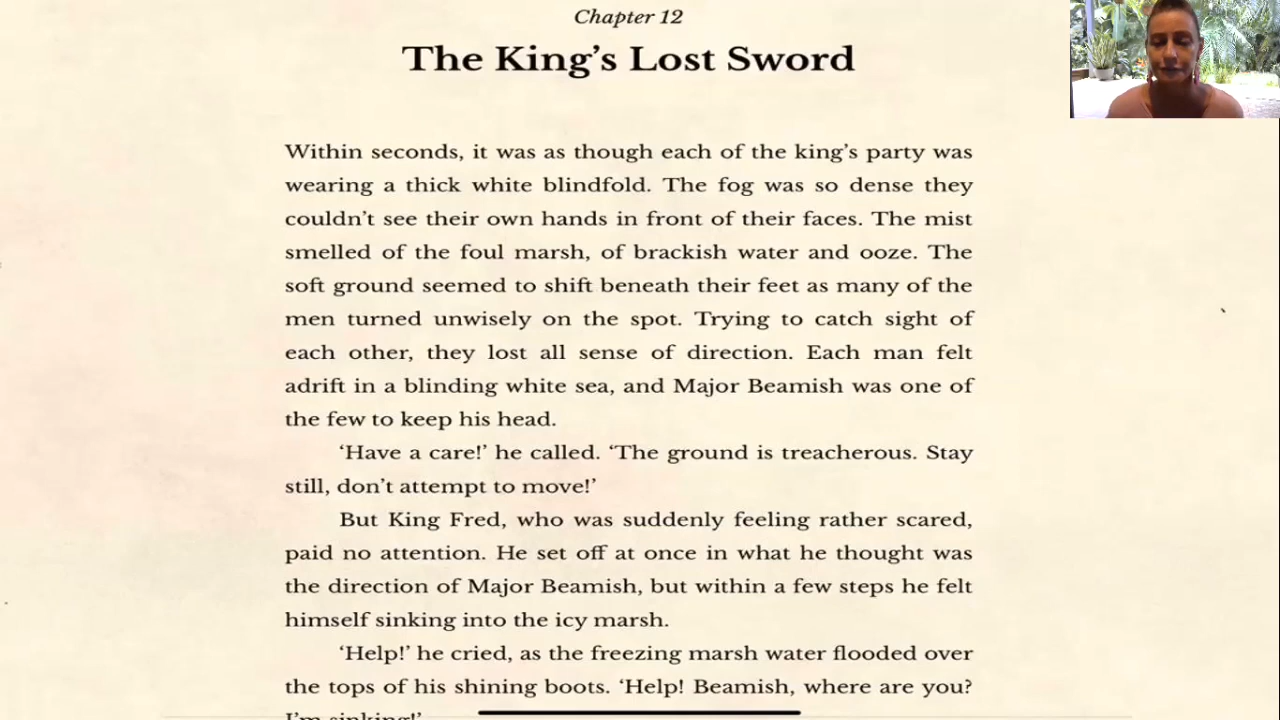 Chapter 12
The King’s Lost Sword
Within seconds, it was as though each of the king’s party was
wearing a thick white blindfold. The fog was so dense they
couldn’t see their own hands in front of their faces. The mist
smelled of the foul marsh, of brackish water and ooze. The
soft ground seemed to shift beneath their feet as many of the
men turned unwisely on the spot. Trying to catch sight of
each other, they lost all sense of direction. Each man felt
adrift in a blinding white sea, and Major Beamish was one of
the few to keep his head.
‘Have a care!’ he called. ‘The ground is treacherous. Stay
still, don’t attempt to move!’
But King Fred, who was suddenly feeling rather scared,
paid no attention. He set off at once in what he thought was
the direction of Major Beamish, but within a few steps he felt
himself sinking into the icy marsh.
‘Help!’ he cried, as the freezing marsh water flooded over
the tops of his shining boots. ‘Help! Beamish, where are you?
I’m sinking!’